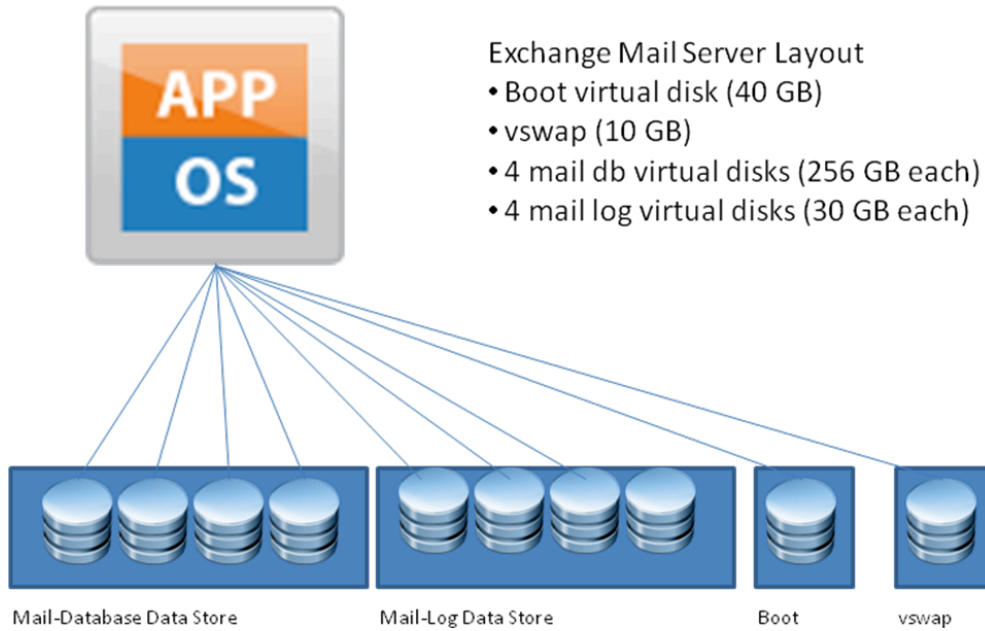 APP
OS
Exchange Mail Server Layout
• Boot virtual disk (40 GB)
• vswap (10 GB)
• 4 mail db virtual disks (256 GB each)
• 4 mail log virtual disks (30 GB each)
Mail-Database Data Store
Mail-Log Data Store
Boot
vswap